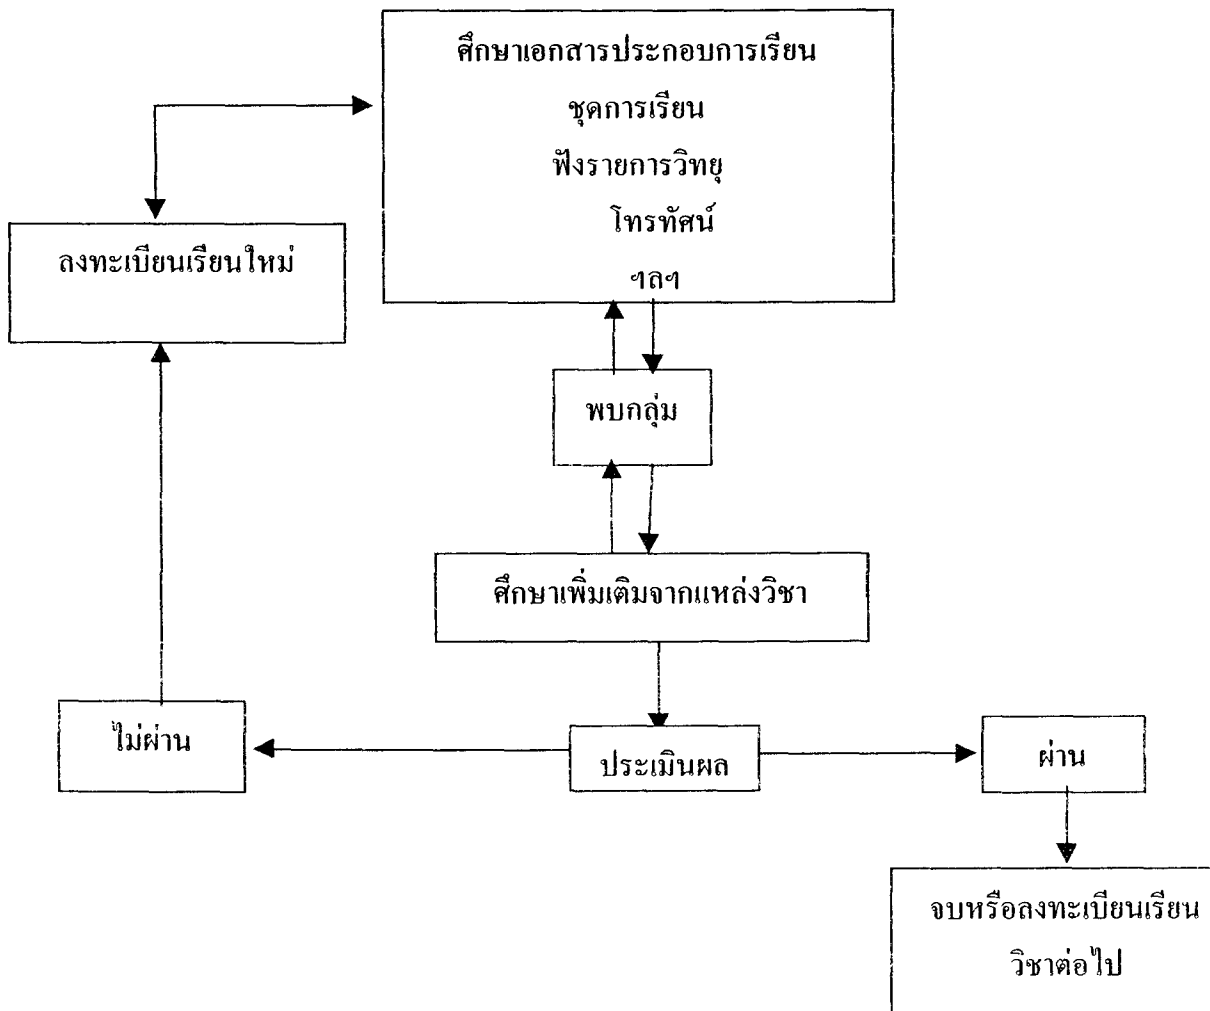 ศึกษาเอกสารประกอบการเรียน
ชุดการเรียน
ฟังรายการวิทยุ
โทรทัศน์
ฯลฯ
ลงทะเบียนเรียนใหม่
พบกลุ่ม
ศึกษาเพิ่มเติมจากแหล่งวิชา
ไม่ผ่าน
ประเมินผล
ผ่าน
จบหรือลงทะเบียนเรียน
วิชาต่อไป